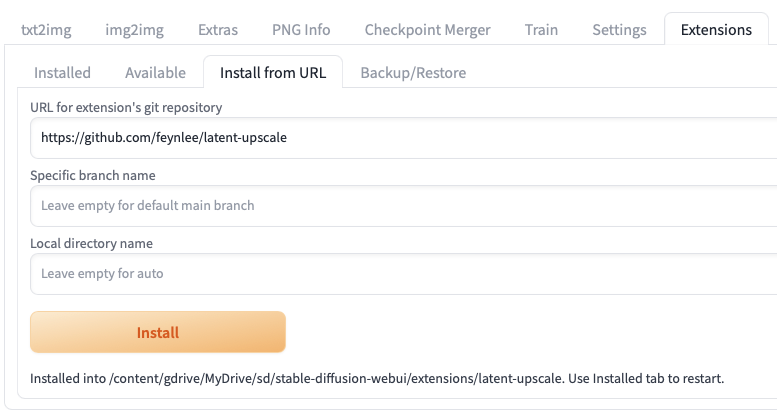 txt2img img2img Extras PNG Info Checkpoint Merger Train Settings Extensions
Installed Available Install from URL Backup/Restore
URL for extension's git repository
https://github.com/feynlee/latent-upscale
Specific branch name
Leave empty for default main branch
Local directory name
Leave empty for auto
Install
Installed into /content/gdrive/MyDrive/sd/stable-diffusion-webui/extensions/latent-upscale. Use Installed tab to restart.